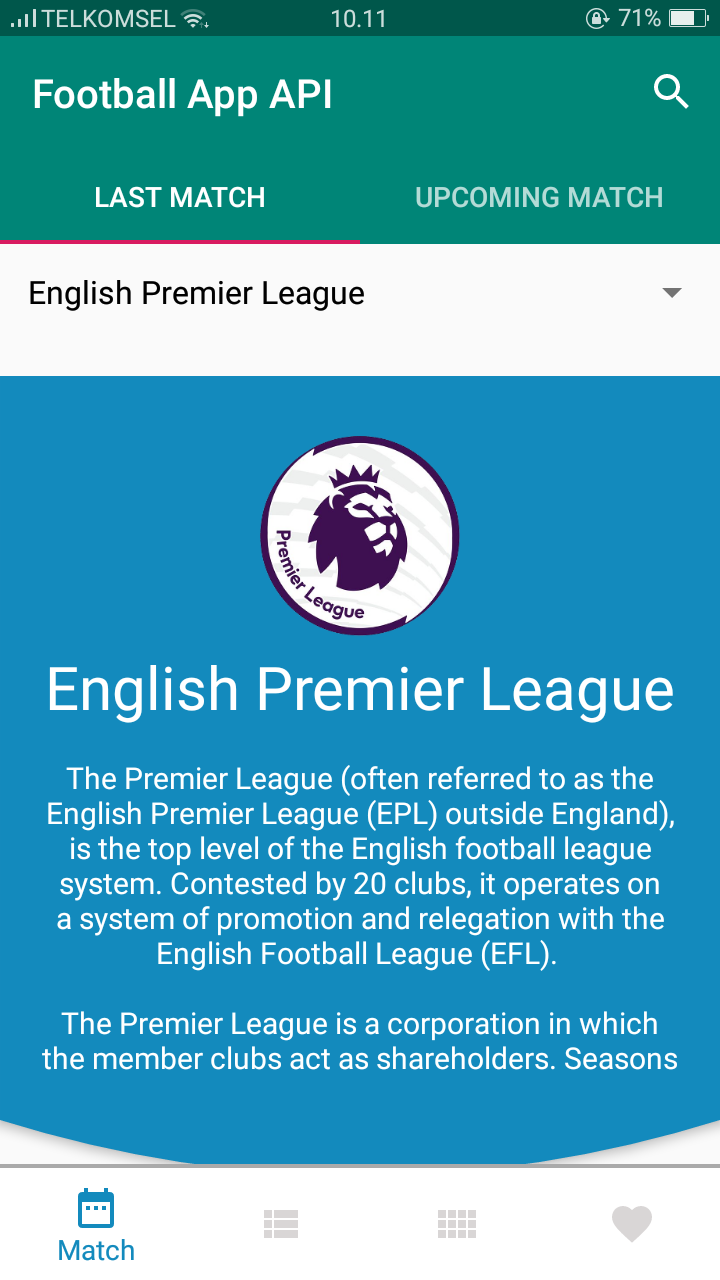 TELKOMSEL 10.11 71%
Football App API
LAST MATCH UPCOMING MATCH
English Premier League
Premier League
English Premier League
The Premier League (often referred to as the
English Premier League (EPL) outside England),
is the top level of the English football league
system. Contested by 20 clubs, it operates on
a system of promotion and relegation with the
English Football League (EFL).
The Premier League is a corporation in which
the member clubs act as shareholders. Seasons
Match